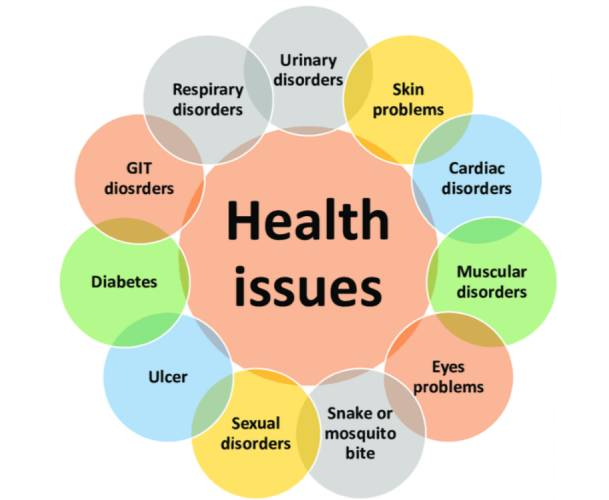 Health
issues
Urinary
disorders
Skin
problems
Cardiac
disorders
Muscular
disorders
Eyes
problems
Snake or
mosquito
bite
Sexual
disorders
Ulcer
Diabetes
GIT
diosrders
Respirary
disorders